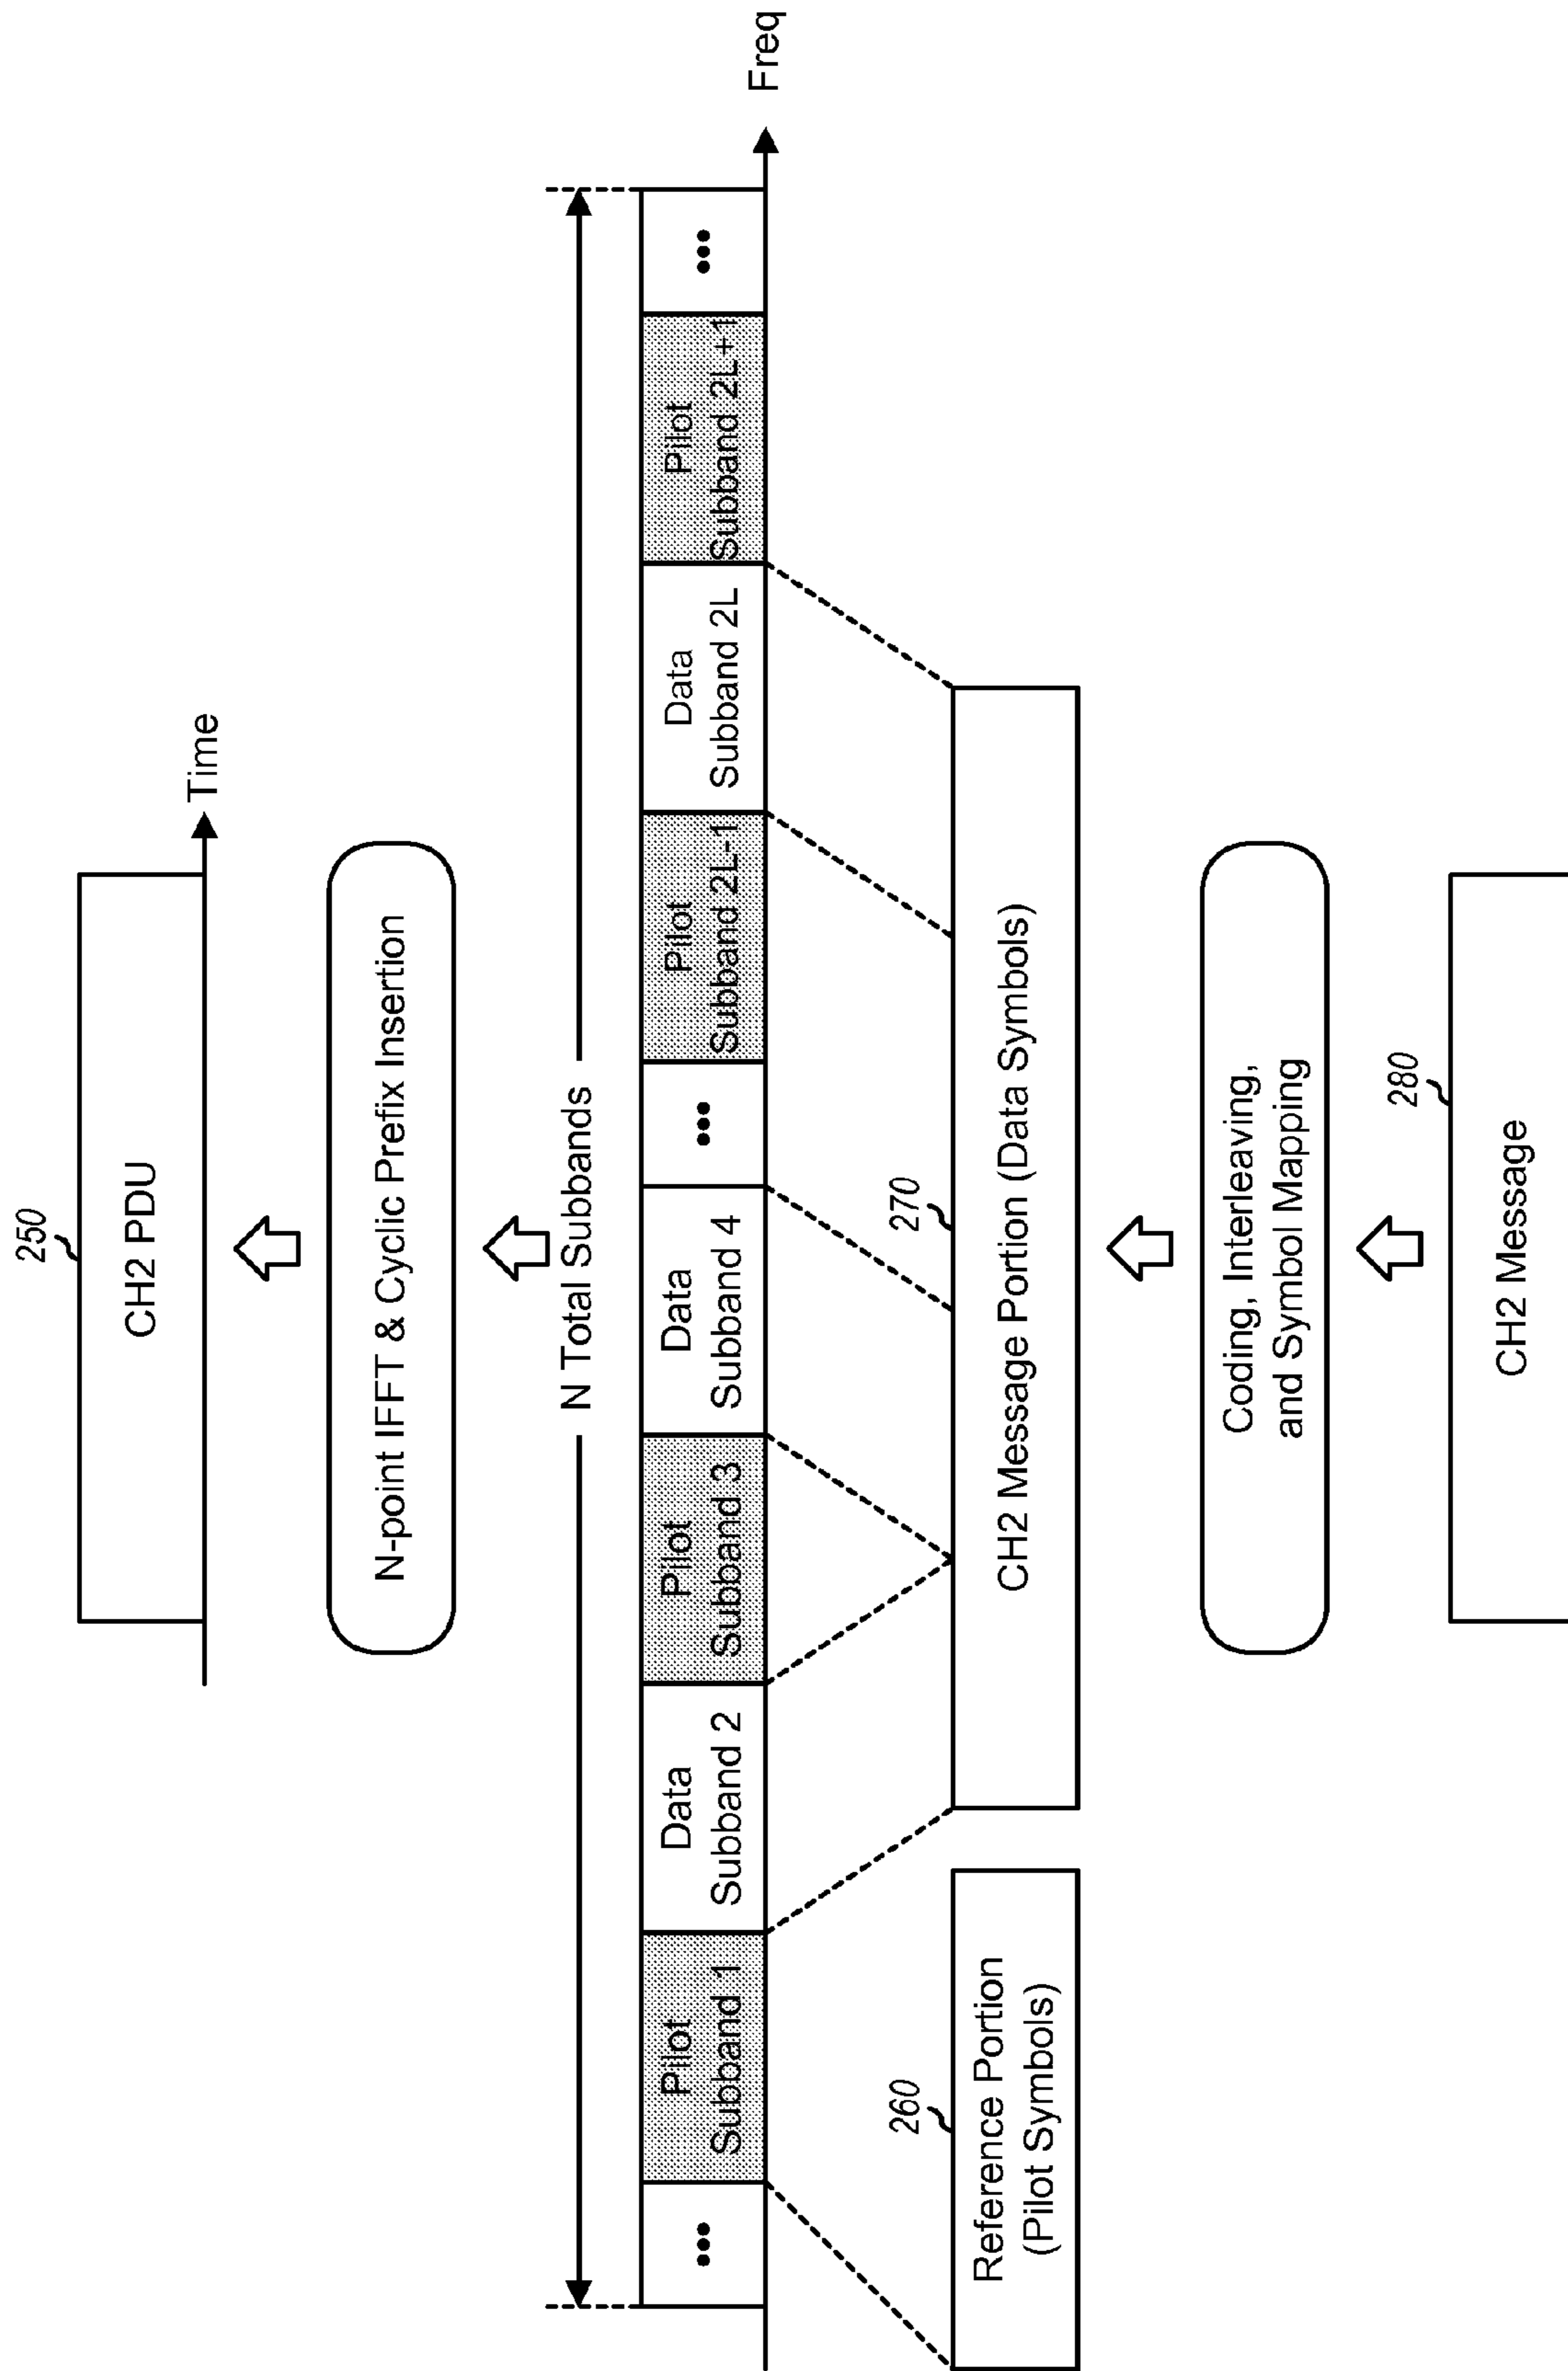 250
CH2 PDU
Time
N-point IFFT & Cyclic Prefix Insertion
N Total Subbands
•••
Pilot
Subband 1
Data
Subband 2
Pilot
Subband 3
Data
Subband 4
•••
Pilot
Subband 2L-1
Data
Subband 2L
Pilot
Subband 2L+1
•••
Freq
260
Reference Portion
(Pilot Symbols)
270
CH2 Message Portion (Data Symbols)
Coding, Interleaving,
and Symbol Mapping
280
CH2 Message